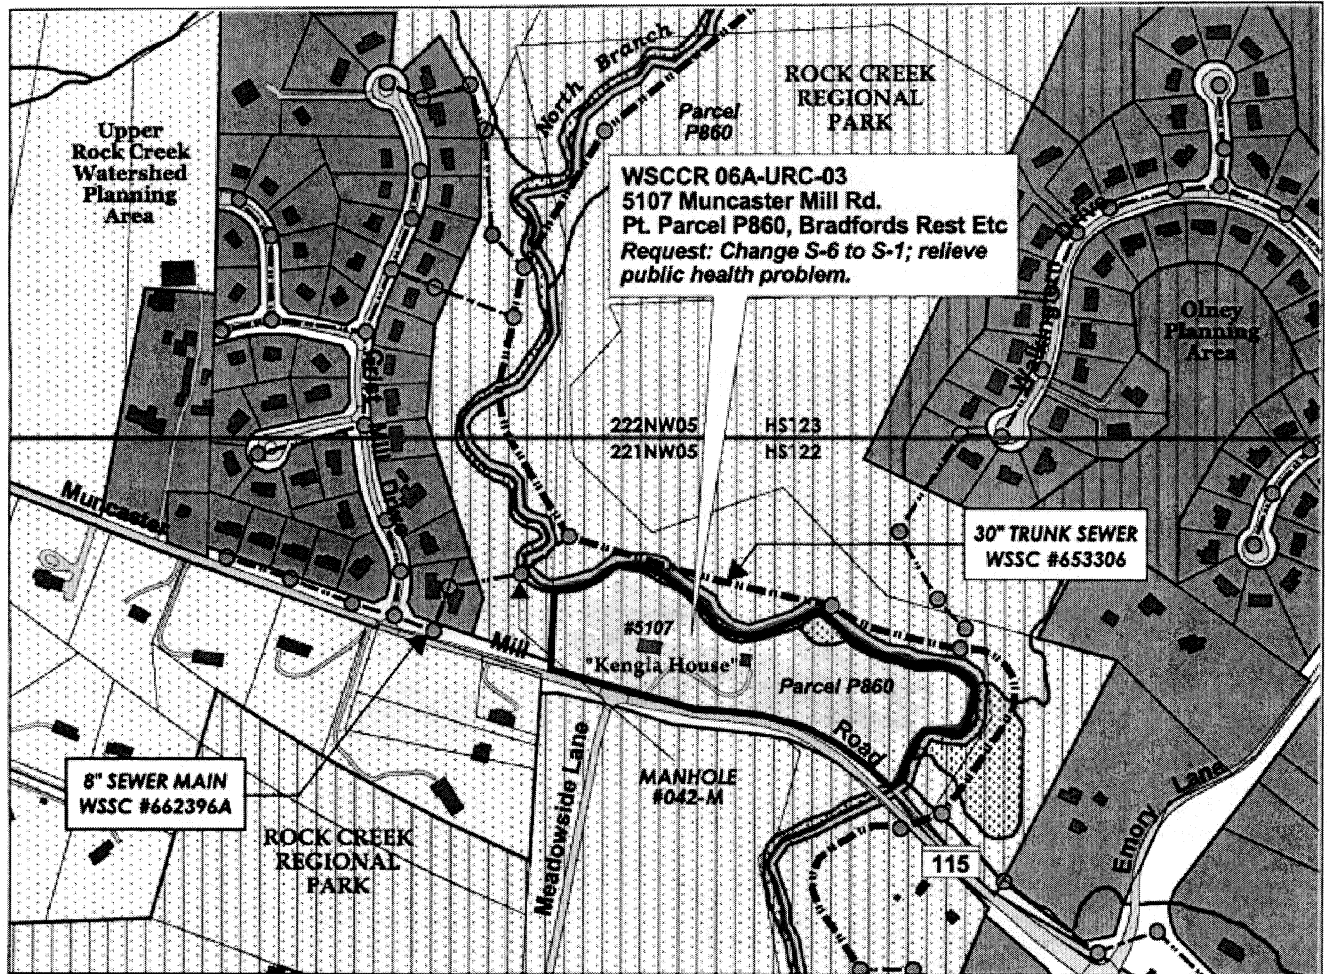 North Branch
ROCK CREEK
REGIONAL
PARK
Parcel
P860
Upper
Rock Creek
Watershed
Planning
Area
WSCCR 06A-URC-03
5107 Muncaster Mill Rd.
Pt. Parcel P860, Bradfords Rest Etc
Request: Change S-6 to S-1; relieve
public health problem.
Drive
Olney
Planning
Area
Mill Drive
222NW05 HS123
221NW05 HS122
Muncaster
30" TRUNK SEWER
WSSC #653306
#5107
Mill
"Kengla House"
Parcel P860
Road
8" SEWER MAIN
WSSC #662396A
MANHOLE
#042-M
Meadowside Lane
ROCK CREEK
REGIONAL
PARK
Emory Lane
115